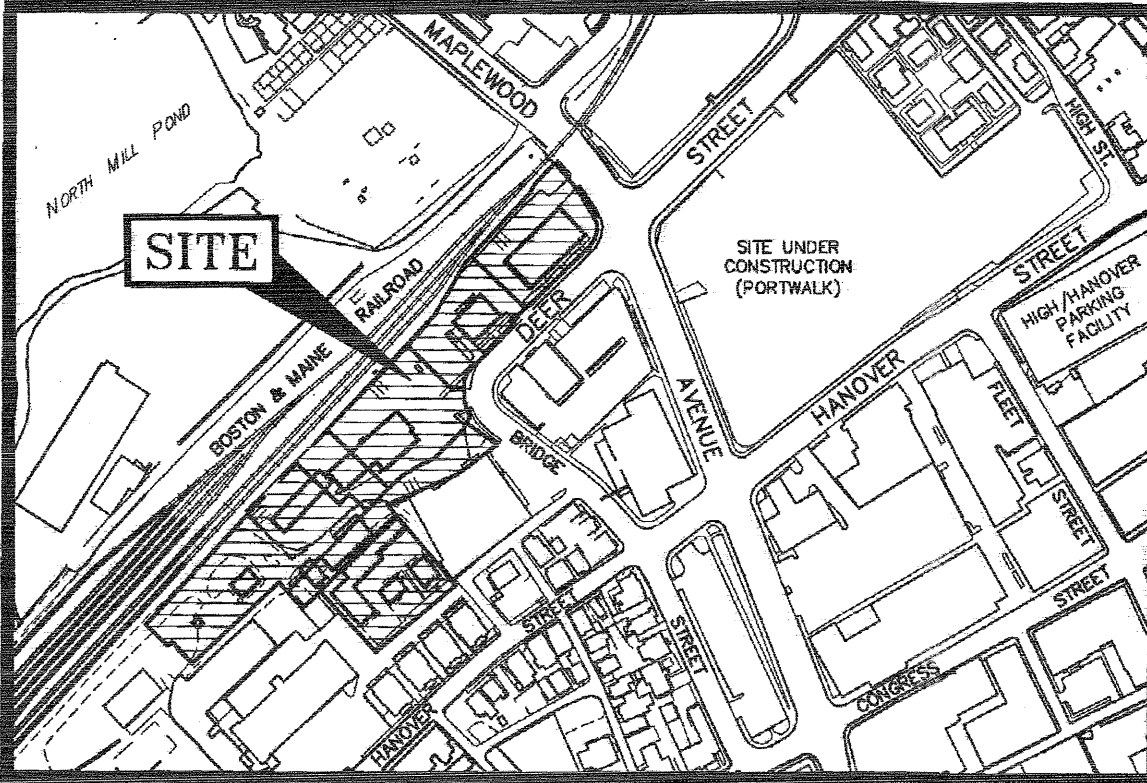 MAPLEWOOD
NORTH MILL POND
STREET
HIGH ST.
SITE
SITE UNDER
CONSTRUCTION
(PORTWALK)
STREET
HIGH/HANOVER
PARKING
FACILITY
RAILROAD
DEER
BOSTON & MAINE
AVENUE
HANOVER
FLEET
BRIDGE
STREET
STREET
STREET
STREET
CONGRESS
HANOVER